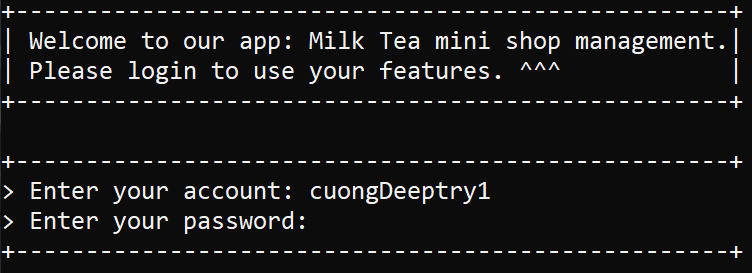 +---------------------------------------------------+
| Welcome to our app: Milk Tea mini shop management.|
| Please login to use your features. ^^^            |
+---------------------------------------------------+
+---------------------------------------------------+
> Enter your account: cuongDeeptry1
> Enter your password:
+---------------------------------------------------+